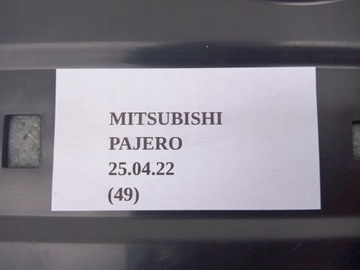 MITSUBISHI
PAJERO
25.04.22
(49)